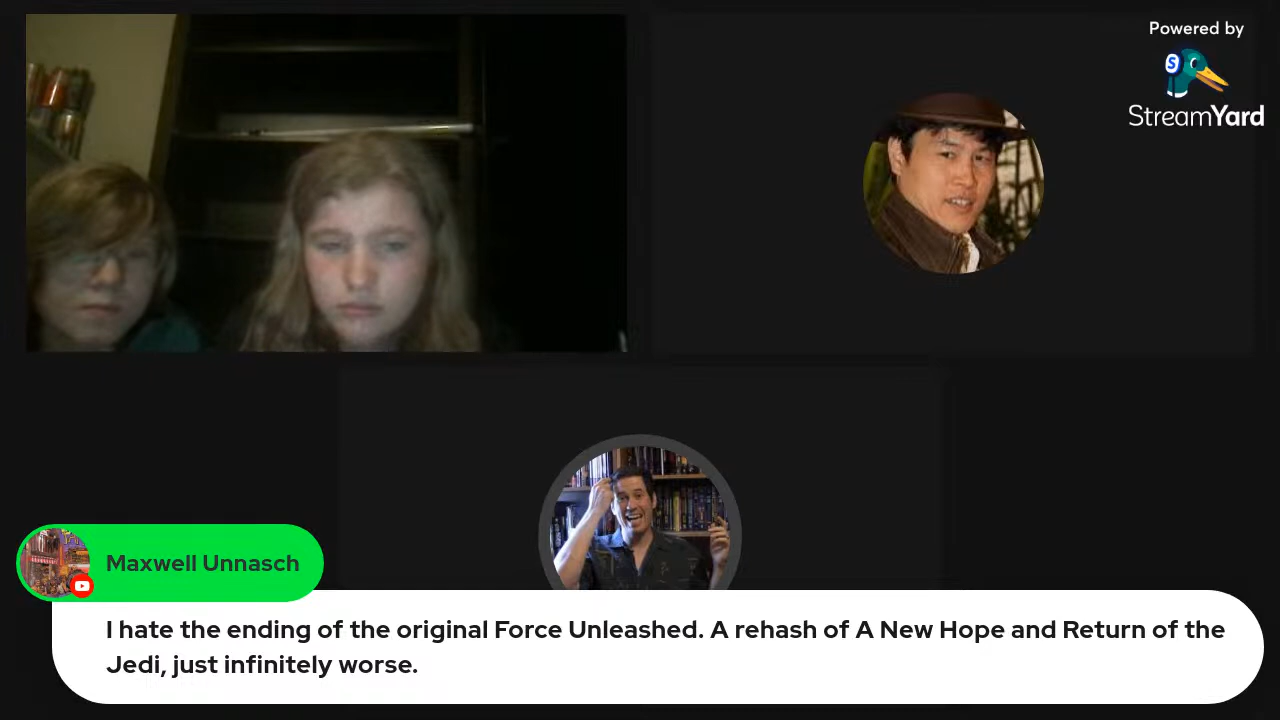 Powered by
StreamYard
Maxwell Unnasch
I hate the ending of the original Force Unleashed. A rehash of A New Hope and Return of the
Jedi, just infinitely worse.